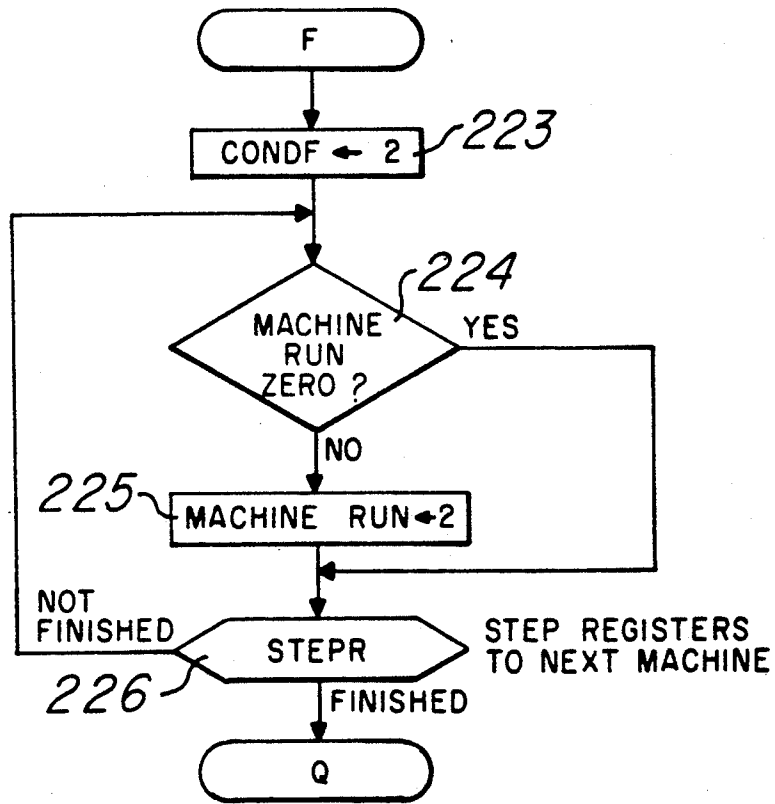 F
CONDF ← 2
223
224
MACHINE
RUN
ZERO ?
YES
NO
225
MACHINE RUN←2
NOT
FINISHED
STEPR
STEP REGISTERS
TO NEXT MACHINE
226
FINISHED
Q